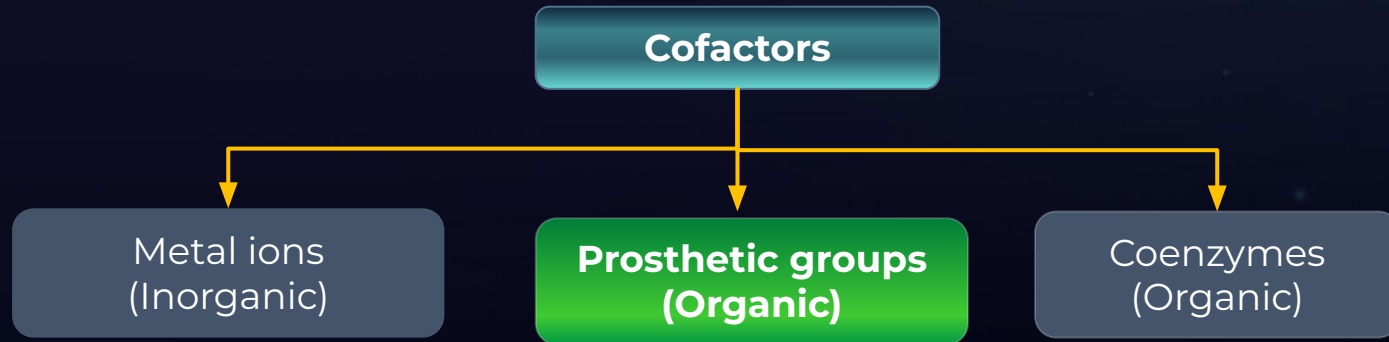 Cofactors
Metal ions
(Inorganic)
Prosthetic groups
(Organic)
Coenzymes
(Organic)